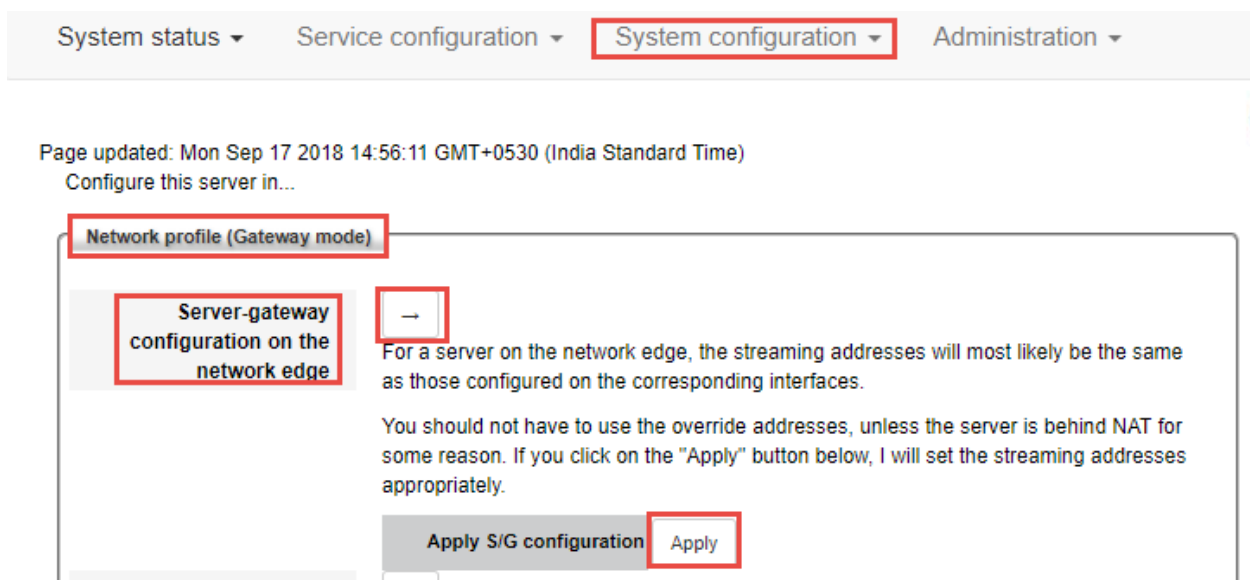 System status Service configuration System configuration Administration
Page updated: Mon Sep 17 2018 14:56:11 GMT+0530 (India Standard Time)
Configure this server in...
Network profile (Gateway mode)
Server-gateway
configuration on the
network edge
→
For a server on the network edge, the streaming addresses will most likely be the same
as those configured on the corresponding interfaces.
You should not have to use the override addresses, unless the server is behind NAT for
some reason. If you click on the "Apply" button below, I will set the streaming addresses
appropriately.
Apply S/G configuration Apply